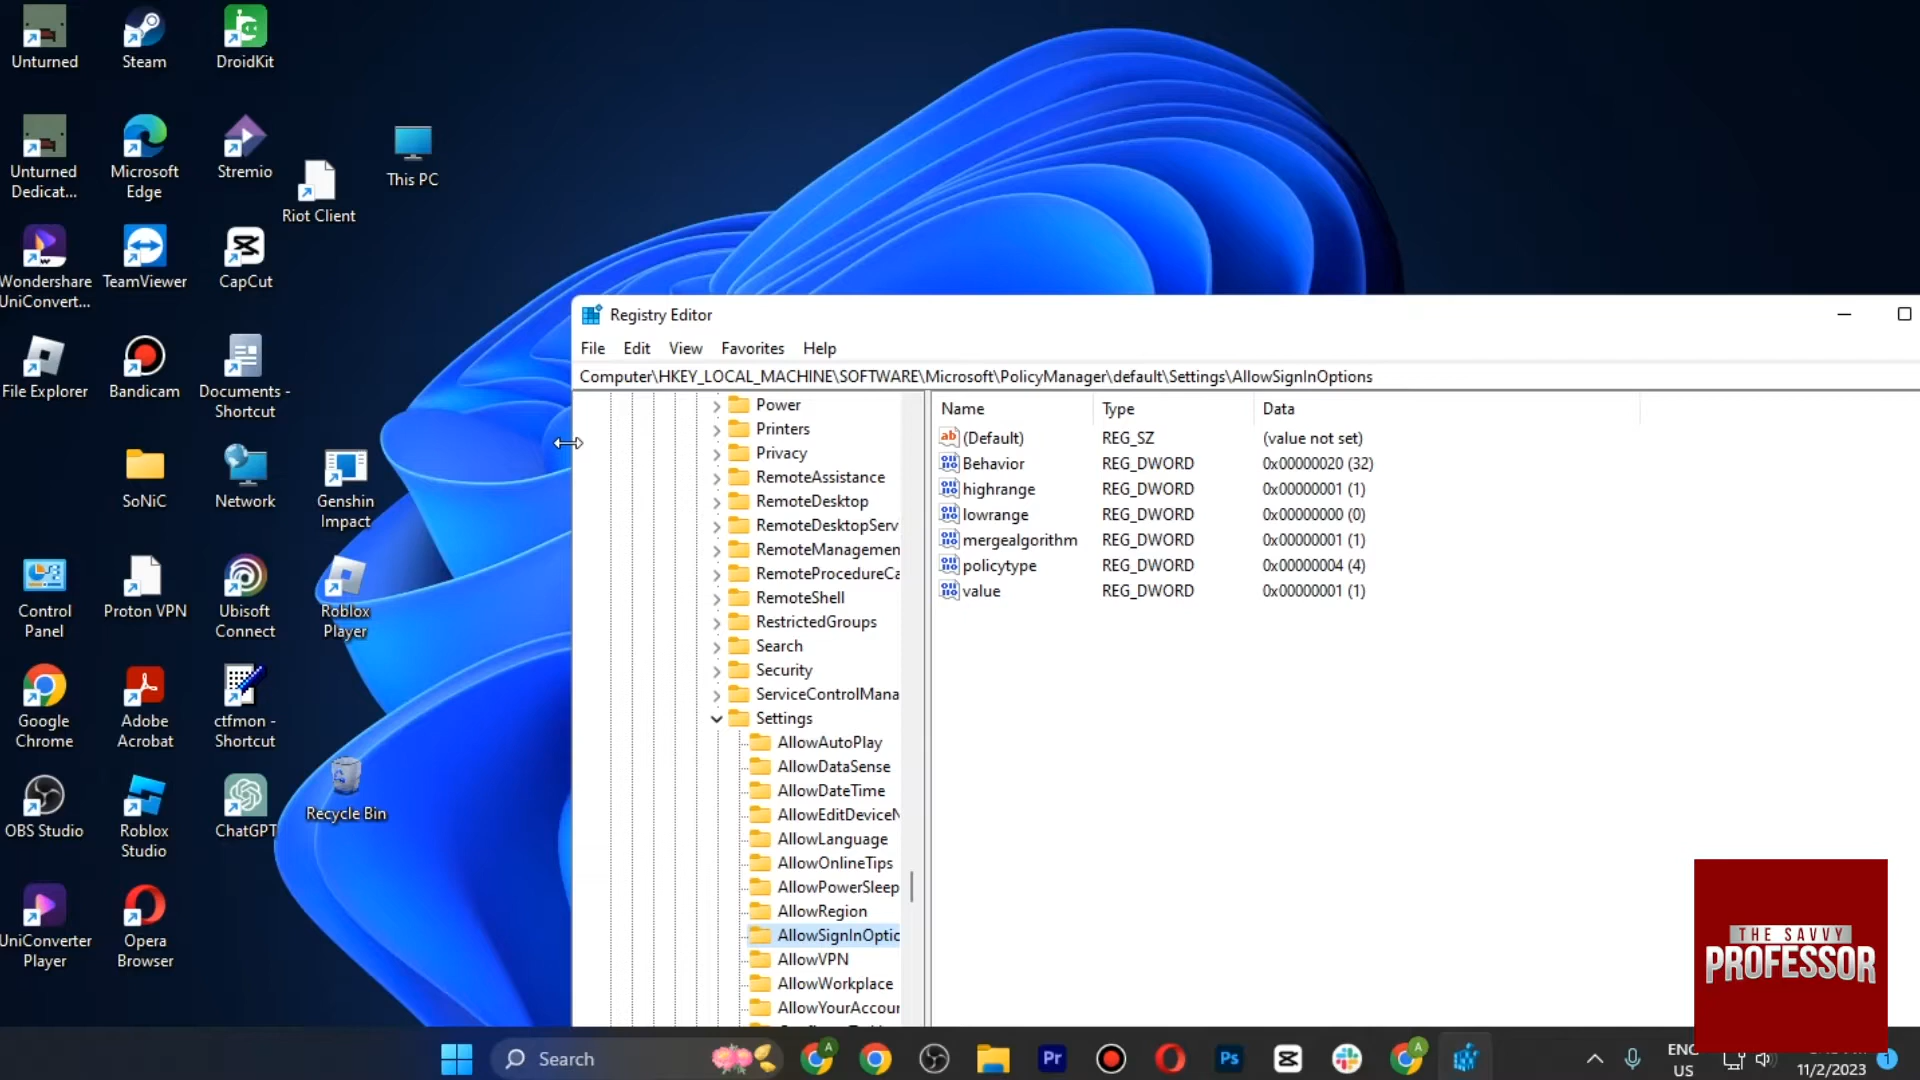 Unturned
Steam
DroidKit
Unturned
Dedicat...
Microsoft
Edge
Stremio
Riot Client
This PC
Wondershare
UniConvert...
TeamViewer
CapCut
File Explorer
Bandicam
Documents -
Shortcut
SoNiC
Network
Genshin
Impact
Control
Panel
Proton VPN
Ubisoft
Connect
Roblox
Player
Google
Chrome
Adobe
Acrobat
ctfmon -
Shortcut
OBS Studio
Roblox
Studio
ChatGPT
Recycle Bin
UniConverter
Player
Opera
Browser
Registry Editor
File Edit View Favorites Help
Computer\HKEY_LOCAL_MACHINE\SOFTWARE\Microsoft\PolicyManager\default\Settings\AllowSignInOptions
Power
Printers
Privacy
RemoteAssistance
RemoteDesktop
RemoteDesktopServ
RemoteManagemen
RemoteProcedureCa
RemoteShell
RestrictedGroups
Search
Security
ServiceControlMana
Settings
AllowAutoPlay
AllowDataSense
AllowDateTime
AllowEditDeviceN
AllowLanguage
AllowOnlineTips
AllowPowerSleep
AllowRegion
AllowSignInOptic
AllowVPN
AllowWorkplace
AllowYourAccour
Name Type Data
(Default) REG_SZ (value not set)
Behavior REG_DWORD 0x00000020 (32)
highrange REG_DWORD 0x00000001 (1)
lowrange REG_DWORD 0x00000000 (0)
mergealgorithm REG_DWORD 0x00000001 (1)
policytype REG_DWORD 0x00000004 (4)
value REG_DWORD 0x00000001 (1)
THE SAVVY
PROFESSOR
Search
A
Pr
Ps
A
ENG
US
11/2/2023
1